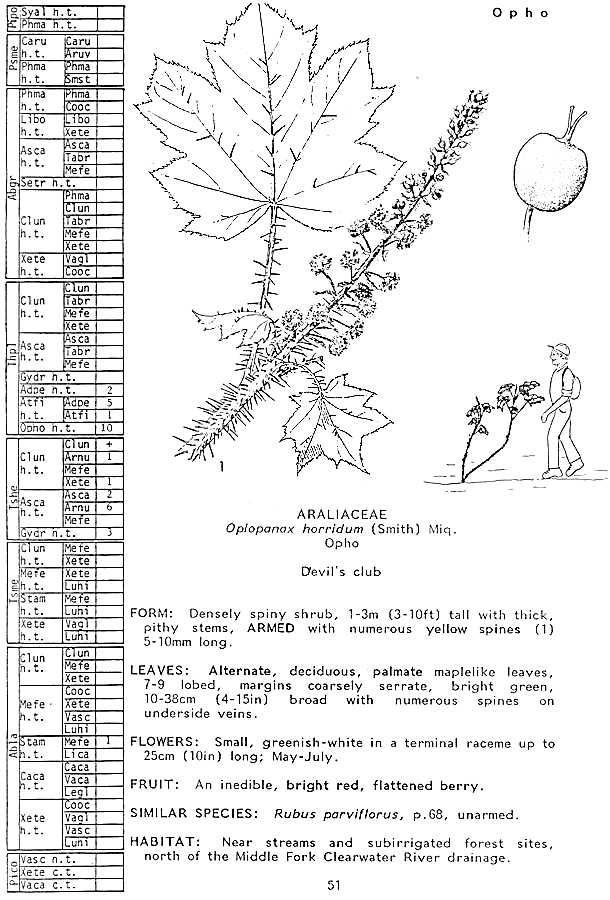 Opho
Pipo
Syal h.t.
Phma h.t.
Psme
Caru Caru
h.t. Aruv
Phma Phma
h.t. Smst
Abgr
Phma Phma
h.t. Cooc
Libo Libo
h.t. Xete
Asca Asca
h.t. Tabr
Mefe
Setr h.t.
Phma
Clun
Clun Tabr
h.t. Mefe
Xete
Xete Vagl
h.t. Cooc
Thpl
Clun
Clun Tabr
h.t. Mefe
Xete
Asca Asca
h.t. Tabr
Mefe
Gydr h.t.
Adpe h.t. 2
Atfi Adpe 5
h.t. Atfi 1
Opho h.t. 10
Tshe
Clun +
Clun Arnu 1
h.t. Mefe
Xete 1
Asca Asca 2
h.t. Arnu 6
Mefe
Gydr h.t. 3
Tsme
Clun Mefe
h.t. Xete
Mefe Xete
h.t. Luhi
Stam Mefe
h.t. Luhi
Xete Vagl
h.t. Luhi
Abla
Clun Clun
h.t. Mefe
Xete
Cooc
Mefe Xete
h.t. Vasc
Luhi
Stam Mefe 1
h.t. Lica
Caca
Caca Vaca
h.t. Legl
Cooc
Xete Vagl
h.t. Vasc
Luhi
Pico
Vasc h.t.
Xete c.t.
Vaca c.t.
1
ARALIACEAE
Oplopanax horridum (Smith) Miq.
Opho
Devil's club
FORM: Densely spiny shrub, 1-3m (3-10ft) tall with thick,
pithy stems, ARMED with numerous yellow spines (1)
5-10mm long.
LEAVES: Alternate, deciduous, palmate maplelike leaves,
7-9 lobed, margins coarsely serrate, bright green,
10-38cm (4-15in) broad with numerous spines on
underside veins.
FLOWERS: Small, greenish-white in a terminal raceme up to
25cm (10in) long; May-July.
FRUIT: An inedible, bright red, flattened berry.
SIMILAR SPECIES: Rubus parviflorus, p.68, unarmed.
HABITAT: Near streams and subirrigated forest sites,
north of the Middle Fork Clearwater River drainage.
51